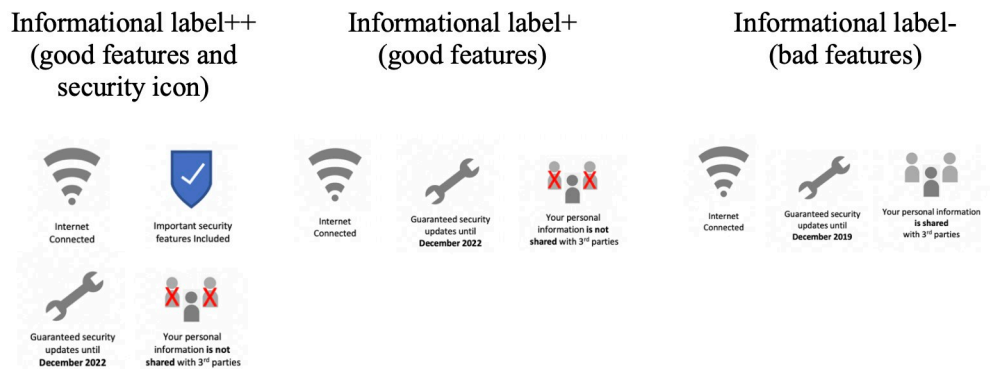 Informational label++
(good features and
security icon)
Internet
Connected
Important security
features Included
Guaranteed security
updates until
December 2022
Your personal
information is not
shared with 3rd parties
Informational label+
(good features)
Internet
Connected
Guaranteed security
updates until
December 2022
Your personal
information is not
shared with 3rd parties
Informational label-
(bad features)
Internet
Connected
Guaranteed security
updates until
December 2019
Your personal information
is shared
with 3rd parties